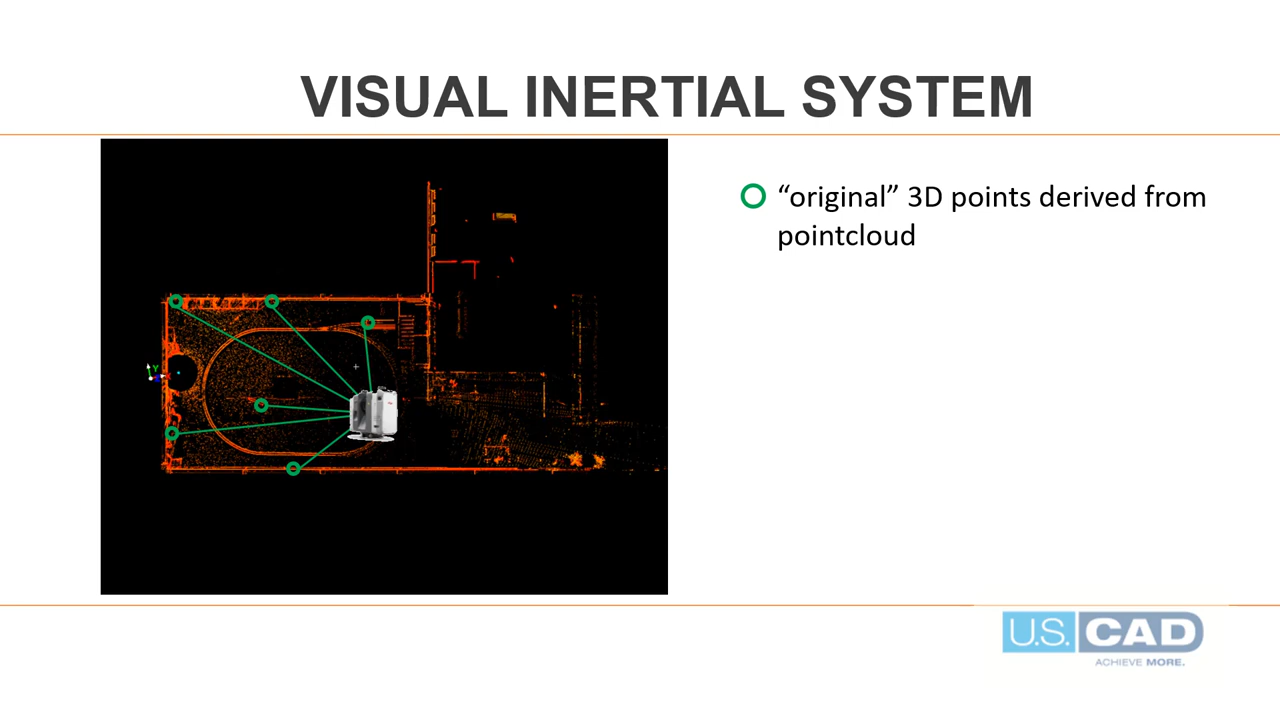 VISUAL INERTIAL SYSTEM
“original” 3D points derived from
pointcloud
Y
U.S. CAD
ACHIEVE MORE.